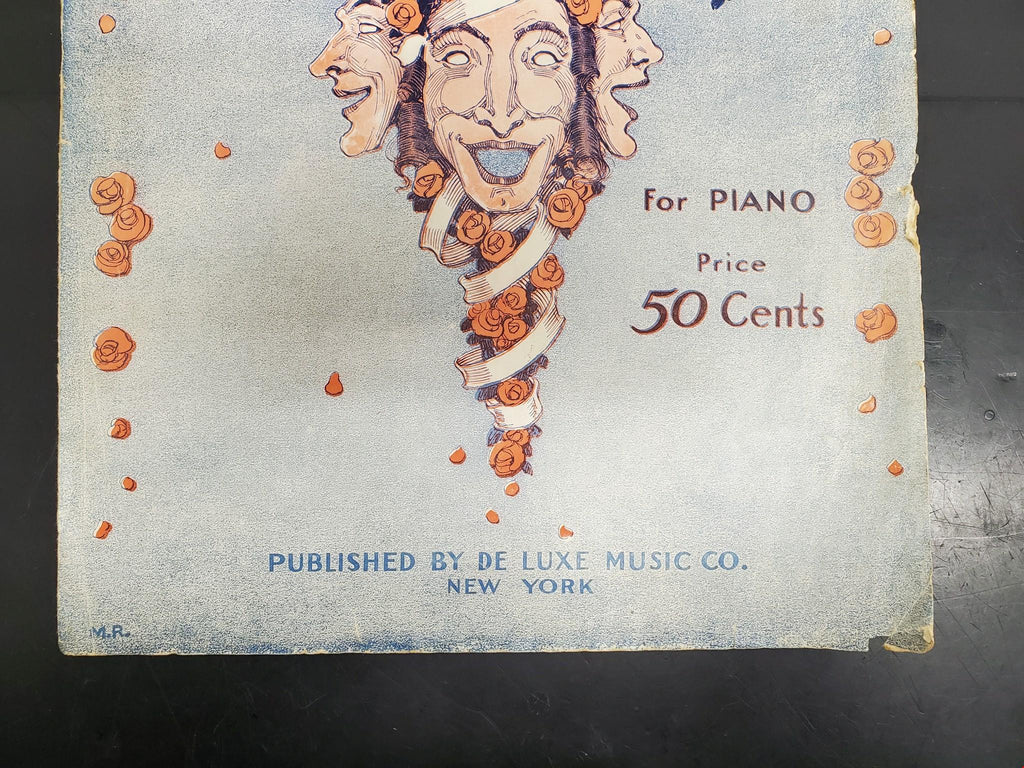 For PIANO
Price
50 Cents
PUBLISHED BY DE LUXE MUSIC CO.
NEW YORK
M.R.